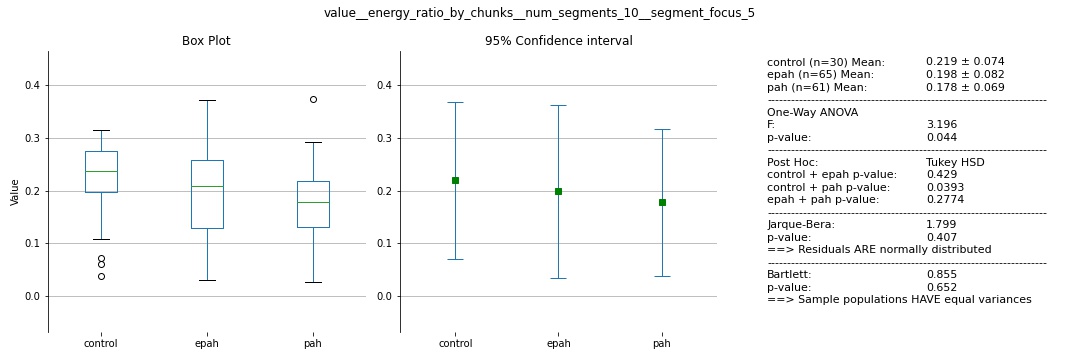 value__energy_ratio_by_chunks__num_segments_10__segment_focus_5
Box Plot
Value
0.4
0.3
0.2
0.1
0.0
control epah pah
95% Confidence interval
0.4
0.3
0.2
0.1
0.0
control epah pah
control (n=30) Mean: 0.219 ± 0.074
epah (n=65) Mean: 0.198 ± 0.082
pah (n=61) Mean: 0.178 ± 0.069
One-Way ANOVA
F: 3.196
p-value: 0.044
Post Hoc: Tukey HSD
control + epah p-value: 0.429
control + pah p-value: 0.0393
epah + pah p-value: 0.2774
Jarque-Bera: 1.799
p-value: 0.407
==> Residuals ARE normally distributed
Bartlett: 0.855
p-value: 0.652
==> Sample populations HAVE equal variances